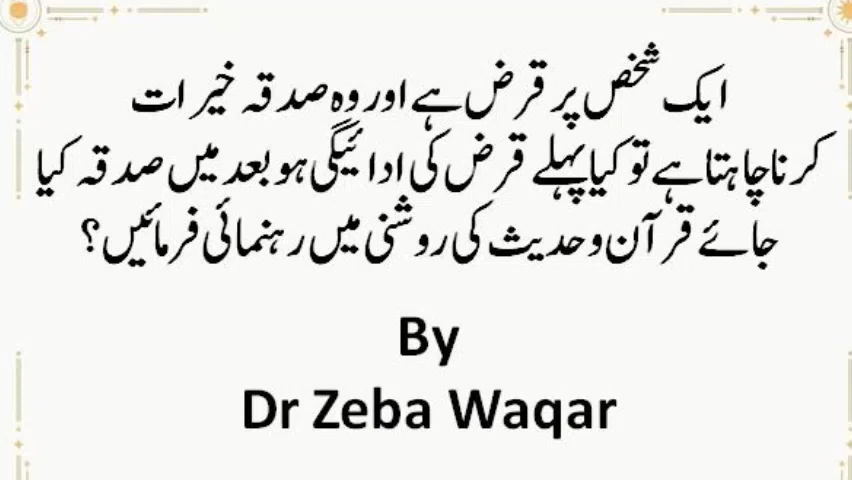 ایک شخص پر قرض ہے اور وہ صدقہ خیرات
کرنا چاہتا ہے تو کیا پہلے قرض کی ادائیگی ہو بعد میں صدقہ کیا
جائے قرآن و حدیث کی روشنی میں رہنمائی فرمائیں؟
By
Dr Zeba Waqar